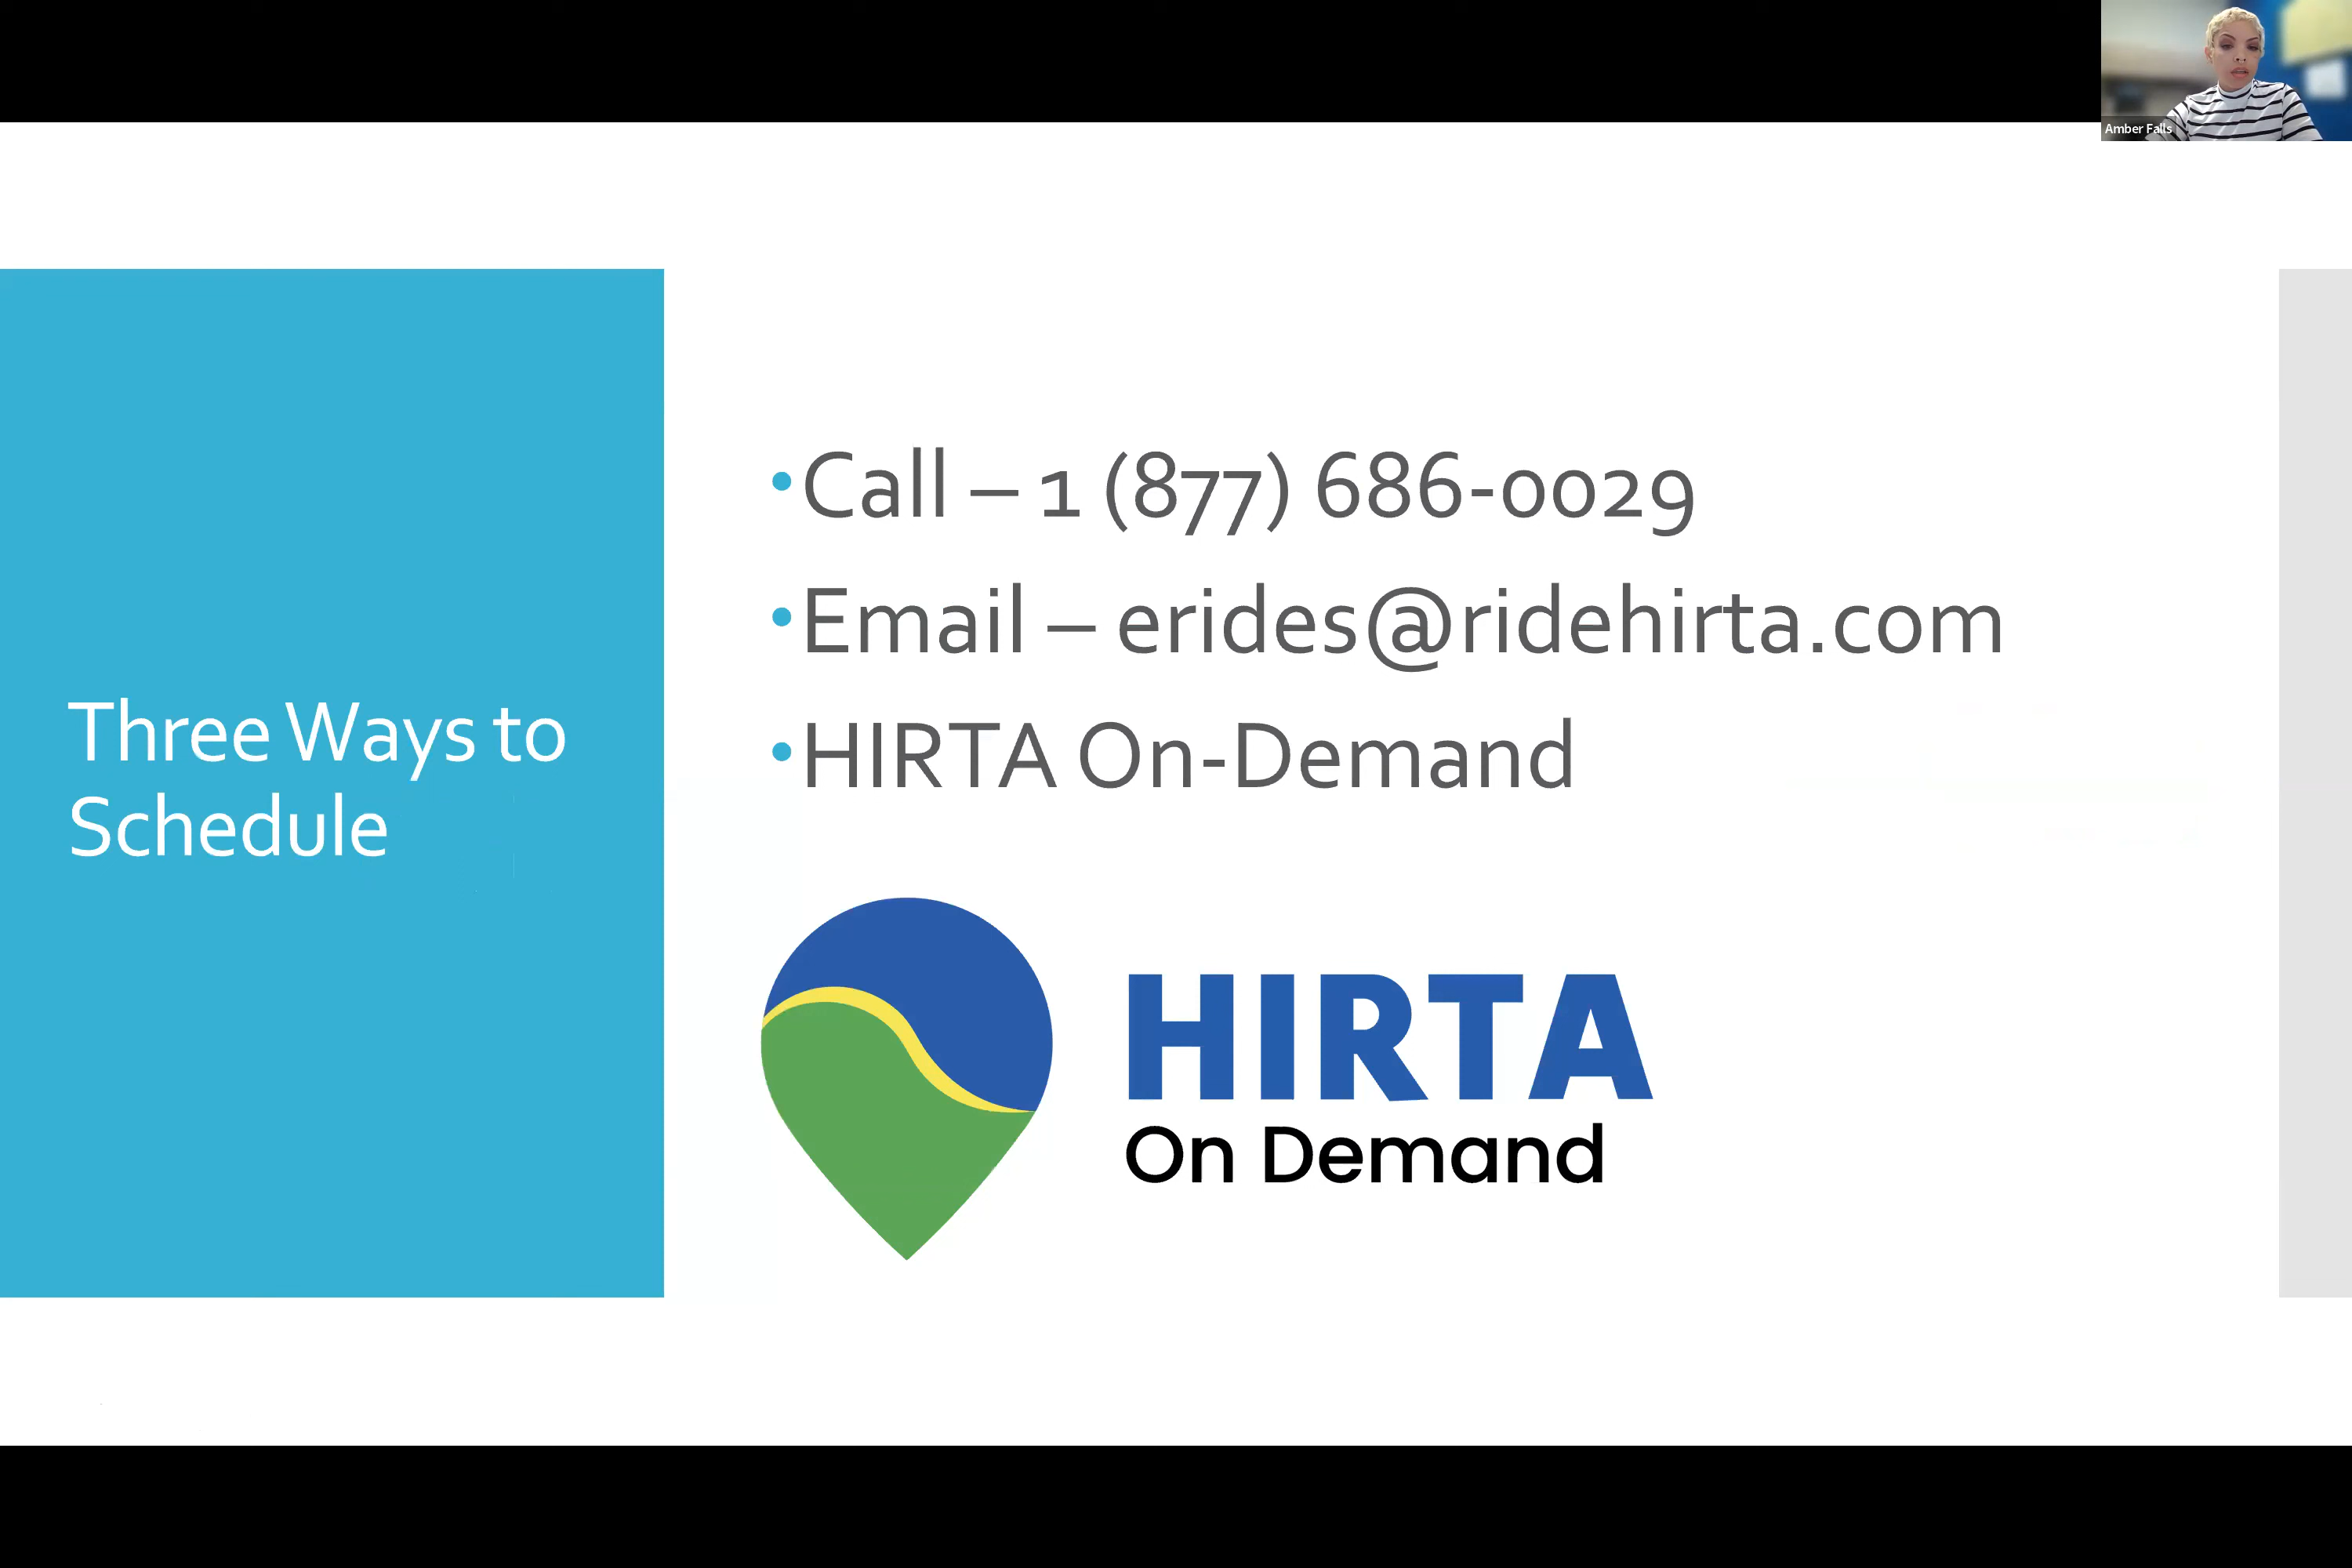 Amber Falls
Three Ways to
Schedule
•Call – 1 (877) 686-0029
•Email – erides@ridehirta.com
•HIRTA On-Demand
HIRTA
On Demand